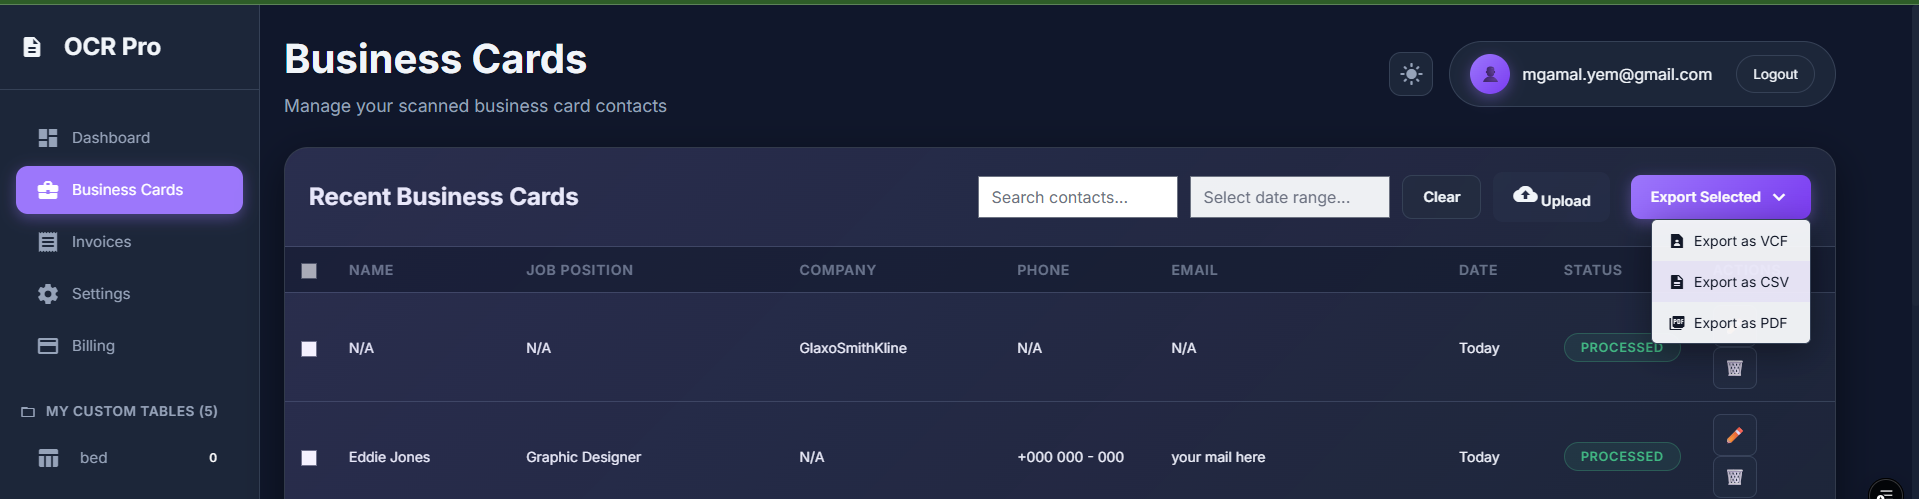 OCR Pro
Dashboard
Business Cards
Invoices
Settings
Billing
MY CUSTOM TABLES (5)
bed 0
Business Cards
Manage your scanned business card contacts
mgamal.yem@gmail.com Logout
Recent Business Cards
Search contacts... Select date range... Clear Upload Export Selected
Export as VCF
Export as CSV
PDF Export as PDF
NAME JOB POSITION COMPANY PHONE EMAIL DATE STATUS
N/A N/A GlaxoSmithKline N/A N/A Today PROCESSED
Eddie Jones Graphic Designer N/A +000 000 - 000 your mail here Today PROCESSED